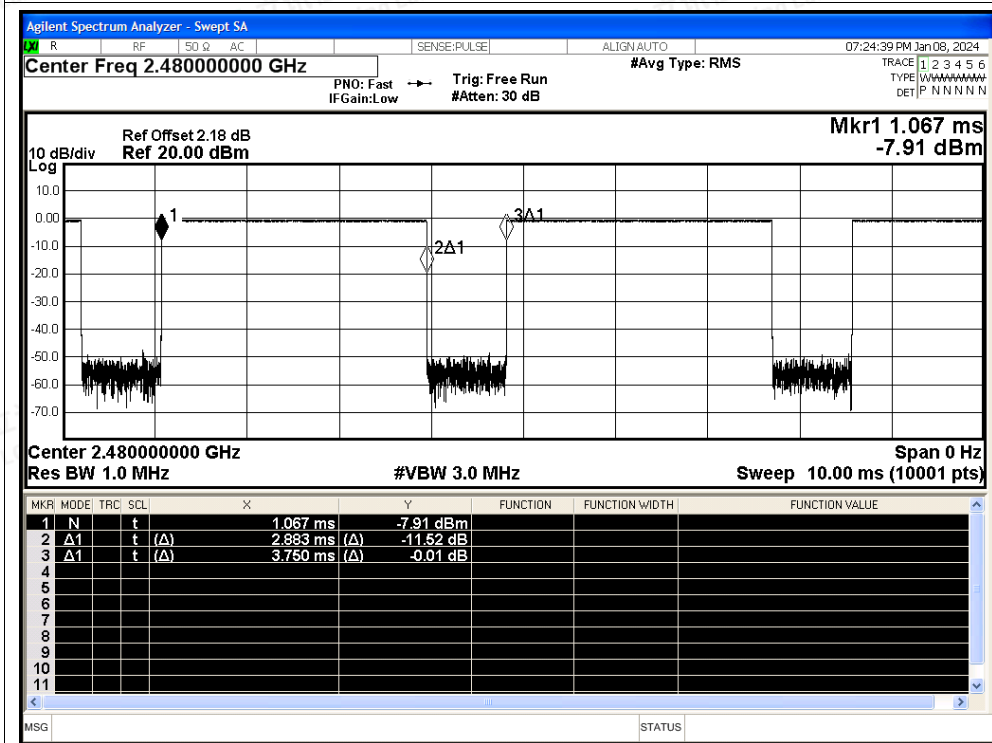 Agilent Spectrum Analyzer - Swept SA
LXI R RF 50 Ω AC SENSE:PULSE ALIGN AUTO 07:24:39 PM Jan 08, 2024
Center Freq 2.480000000 GHz #Avg Type: RMS TRACE 1 2 3 4 5 6
PNO: Fast Trig: Free Run TYPE W
IFGain:Low #Atten: 30 dB DET P N N N N N
Mkr1 1.067 ms
-7.91 dBm
Ref Offset 2.18 dB
10 dB/div Ref 20.00 dBm
Log
10.0
0.00
-10.0
-20.0
-30.0
-40.0
-50.0
-60.0
-70.0
1
2Δ1
3Δ1
Center 2.480000000 GHz Span 0 Hz
Res BW 1.0 MHz #VBW 3.0 MHz Sweep 10.00 ms (10001 pts)
MKR MODE TRC SCL X Y FUNCTION FUNCTION WIDTH FUNCTION VALUE
1 N t 1.067 ms -7.91 dBm
2 Δ1 t (Δ) 2.883 ms (Δ) -11.52 dB
3 Δ1 t (Δ) 3.750 ms (Δ) -0.01 dB
4
5
6
7
8
9
10
11
MSG STATUS